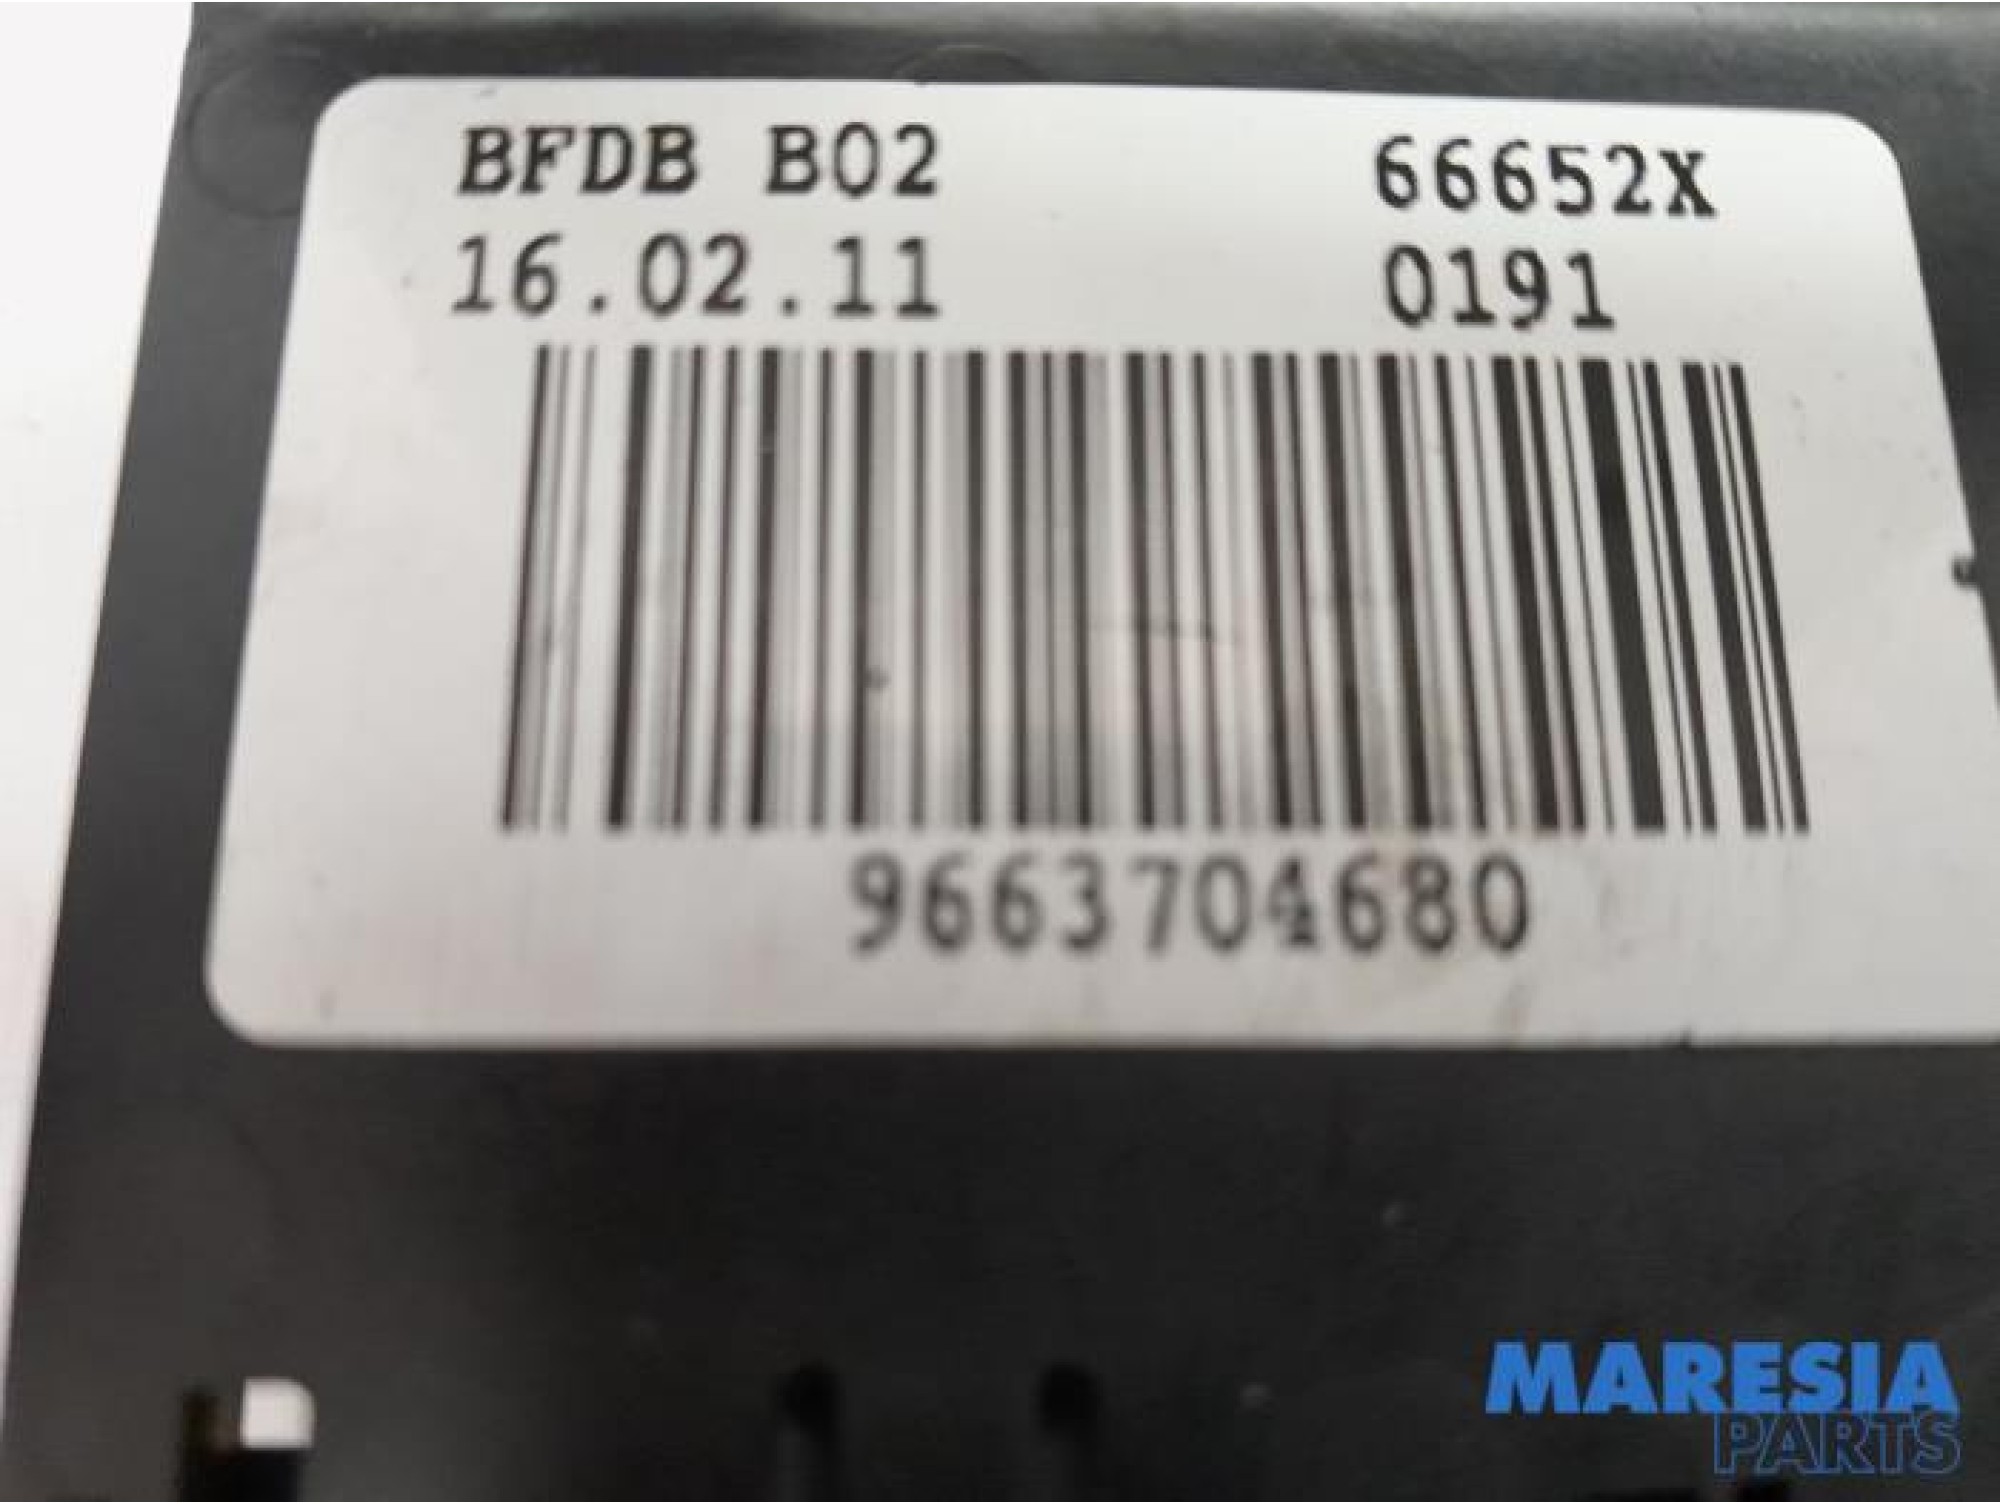 BFDB B02 66652X
16.02.11 0191
9663704680
MARESIA
PARTS